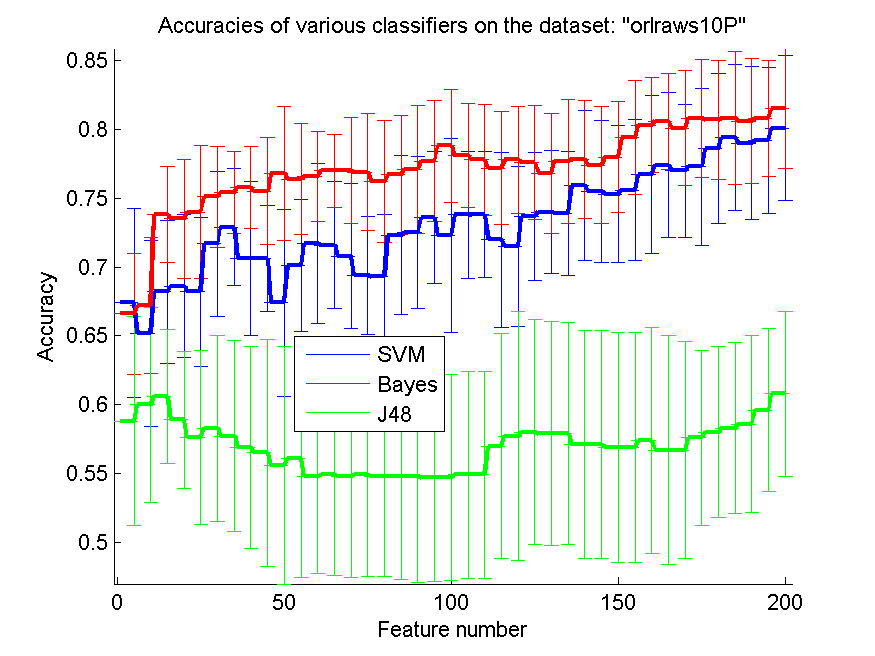 Accuracies of various classifiers on the dataset: "orlraws10P"
0.85
0.8
0.75
0.7
0.65
0.6
0.55
0.5
Accuracy
SVM
Bayes
J48
0 50 100 150 200
Feature number